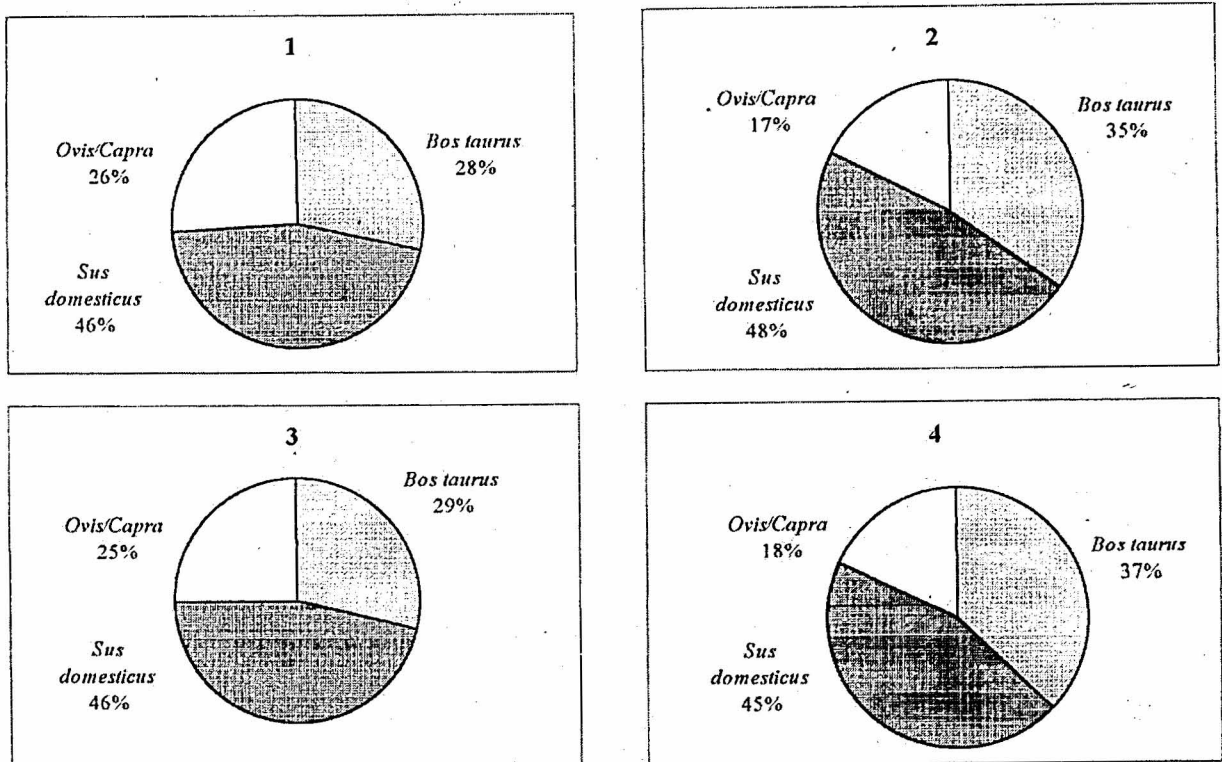 1
Ovis/Capra
26%
Bos taurus
28%
Sus
domesticus
46%
2
Ovis/Capra
17%
Bos taurus
35%
Sus
domesticus
48%
3
Ovis/Capra
25%
Bos taurus
29%
Sus
domesticus
46%
4
Ovis/Capra
18%
Bos taurus
37%
Sus
domesticus
45%